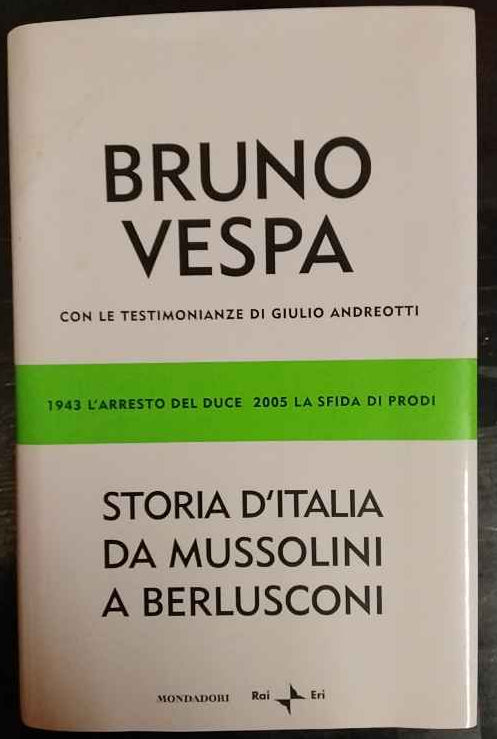 BRUNO
VESPA
CON LE TESTIMONIANZE DI GIULIO ANDREOTTI
1943 L'ARRESTO DEL DUCE 2005 LA SFIDA DI PRODI
STORIA D'ITALIA
DA MUSSOLINI
A BERLUSCONI
MONDADORI Rai Eri